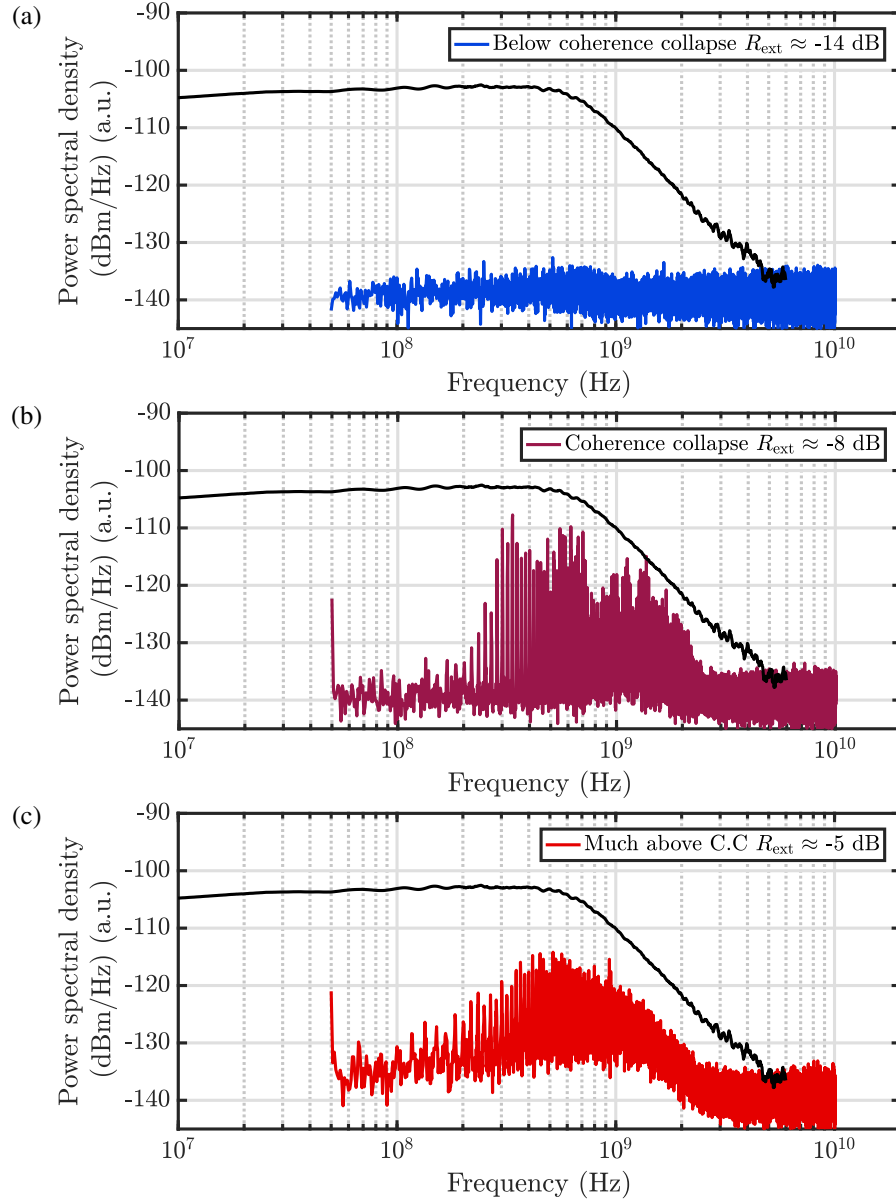 (a)
-90
Below coherence collapse R_ext ≈ -14 dB
-100
-110
-120
-130
-140
Power spectral density
(dBm/Hz) (a.u.)
10^7 10^8 10^9 10^10
Frequency (Hz)
(b)
-90
Coherence collapse R_ext ≈ -8 dB
-100
-110
-120
-130
-140
Power spectral density
(dBm/Hz) (a.u.)
10^7 10^8 10^9 10^10
Frequency (Hz)
(c)
-90
Much above C.C R_ext ≈ -5 dB
-100
-110
-120
-130
-140
Power spectral density
(dBm/Hz) (a.u.)
10^7 10^8 10^9 10^10
Frequency (Hz)